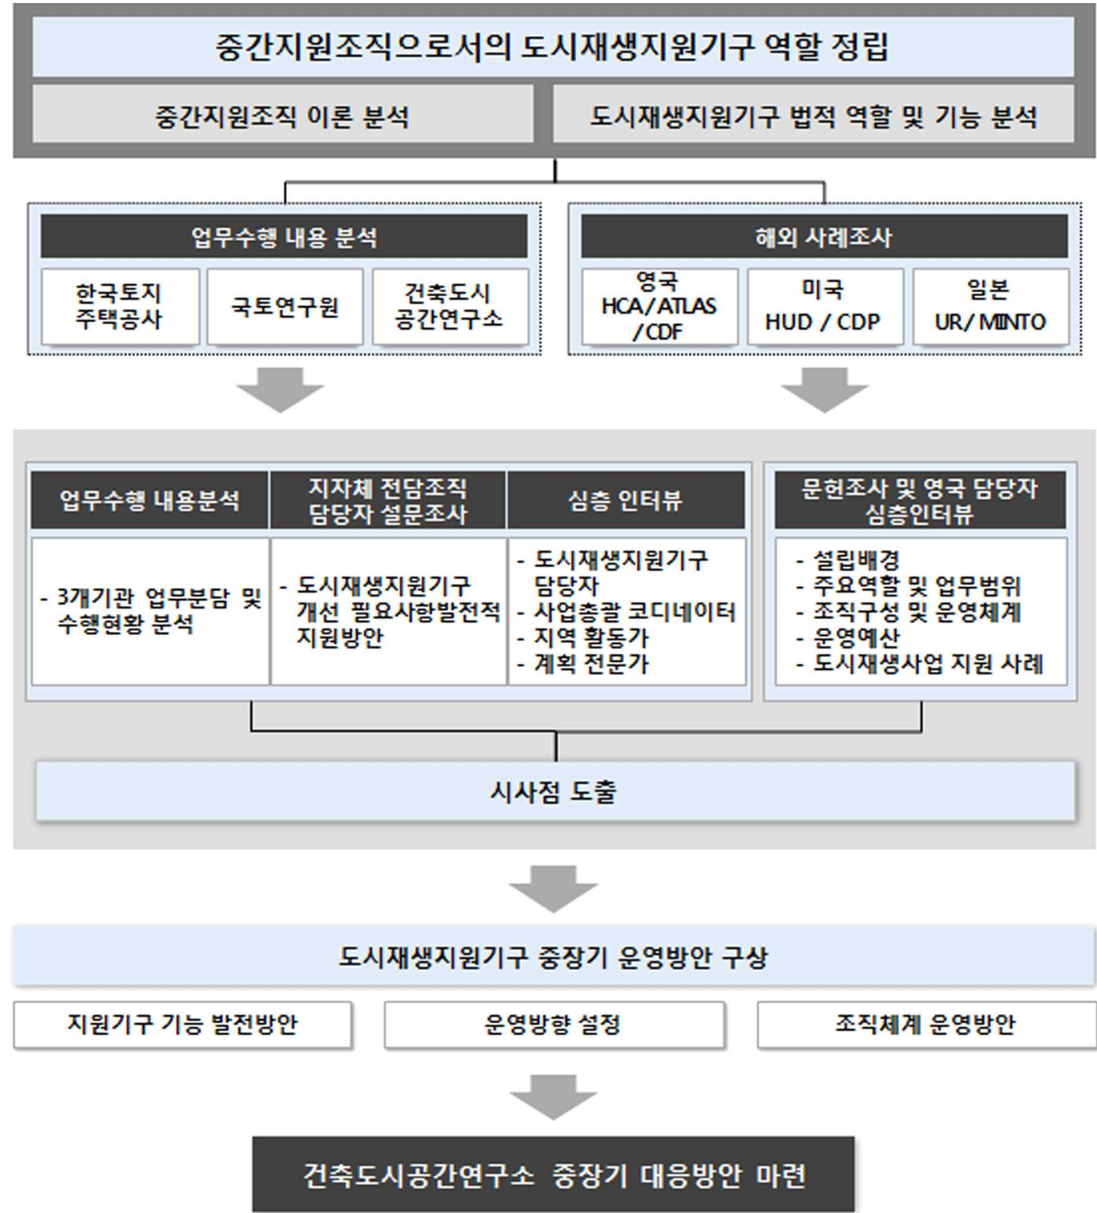 중간지원조직으로서의 도시재생지원기구 역할 정립
중간지원조직 이론 분석
도시재생지원기구 법적 역할 및 기능 분석
업무수행 내용 분석
한국토지
주택공사
국토연구원
건축도시
공간연구소
해외 사례조사
영국
HCA/ATLAS
/CDF
미국
HUD / CDP
일본
UR/MINTO
업무수행 내용분석
- 3개기관 업무분담 및
수행현황 분석
지자체 전담조직
담당자 설문조사
- 도시재생지원기구
개선 필요사항발전적
지원방안
심층 인터뷰
- 도시재생지원기구
담당자
- 사업총괄 코디네이터
- 지역 활동가
- 계획 전문가
문헌조사 및 영국 담당자
심층인터뷰
- 설립배경
- 주요역할 및 업무범위
- 조직구성 및 운영체계
- 운영예산
- 도시재생사업 지원 사례
시사점 도출
도시재생지원기구 중장기 운영방안 구상
지원기구 기능 발전방안
운영방향 설정
조직체계 운영방안
건축도시공간연구소 중장기 대응방안 마련